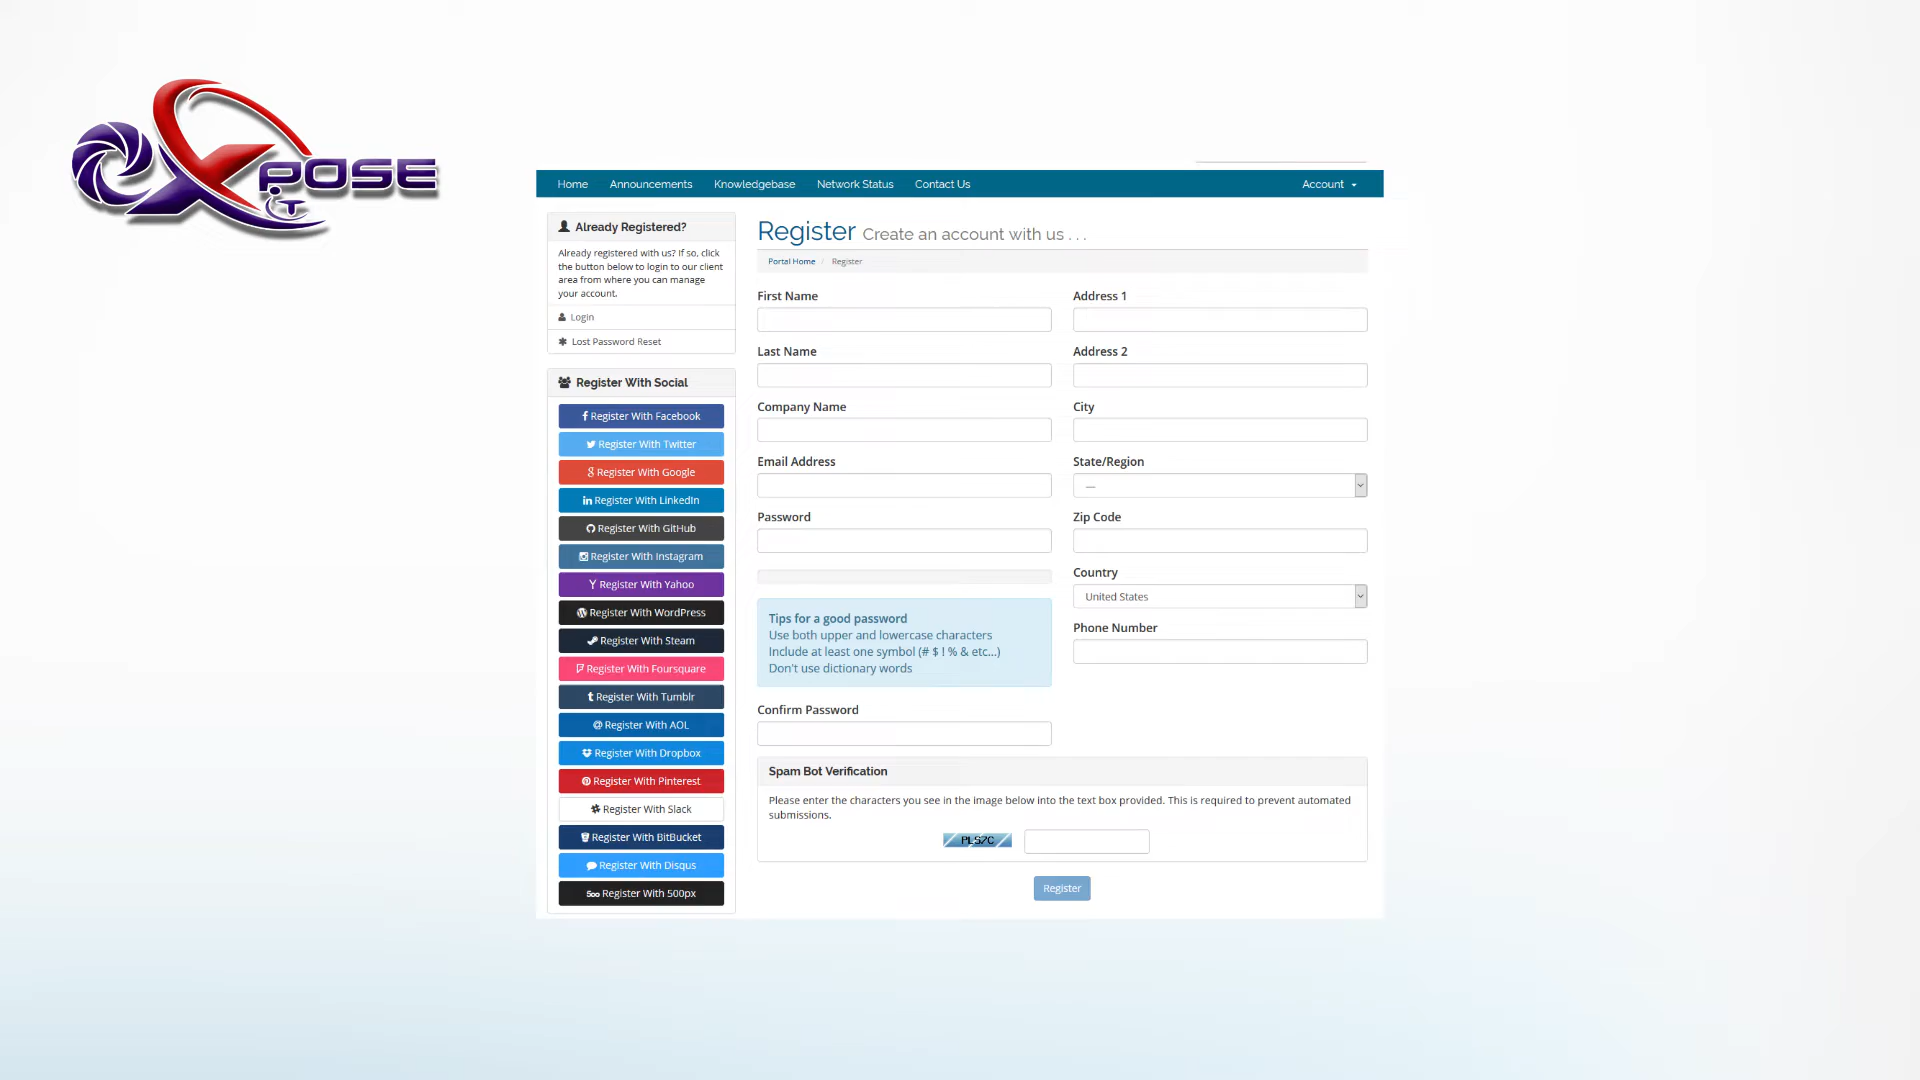 eXpose
iT
Home Announcements Knowledgebase Network Status Contact Us Account
Already Registered?
Already registered with us? If so, click
the button below to login to our client
area from where you can manage
your account.
Login
Lost Password Reset
Register With Social
Register With Facebook
Register With Twitter
Register With Google
Register With LinkedIn
Register With GitHub
Register With Instagram
Register With Yahoo
Register With WordPress
Register With Steam
Register With Foursquare
Register With Tumblr
Register With AOL
Register With Dropbox
Register With Pinterest
Register With Slack
Register With BitBucket
Register With Disqus
Register With 500px
Register Create an account with us . . .
Portal Home / Register
First Name
Last Name
Company Name
Email Address
Password
Tips for a good password
Use both upper and lowercase characters
Include at least one symbol (# $ ! % & etc...)
Don't use dictionary words
Confirm Password
Address 1
Address 2
City
State/Region
—
Zip Code
Country
United States
Phone Number
Spam Bot Verification
Please enter the characters you see in the image below into the text box provided. This is required to prevent automated
submissions.
Register